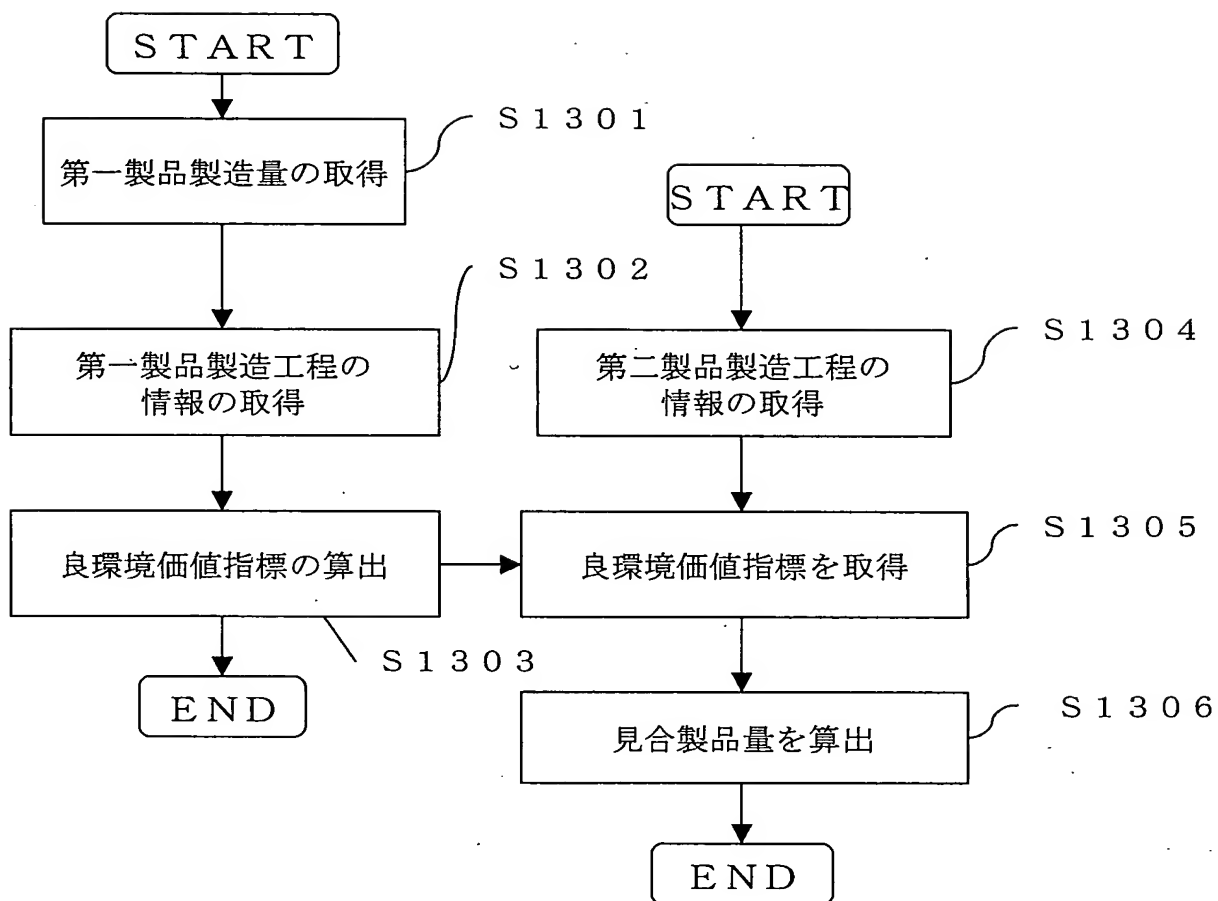 ＳＴＡＲＴ
Ｓ１３０１
第一製品製造量の取得
ＳＴＡＲＴ
Ｓ１３０２
第一製品製造工程の
情報の取得
Ｓ１３０４
第二製品製造工程の
情報の取得
良環境価値指標の算出
Ｓ１３０５
良環境価値指標を取得
Ｓ１３０３
ＥＮＤ
Ｓ１３０６
見合製品量を算出
ＥＮＤ